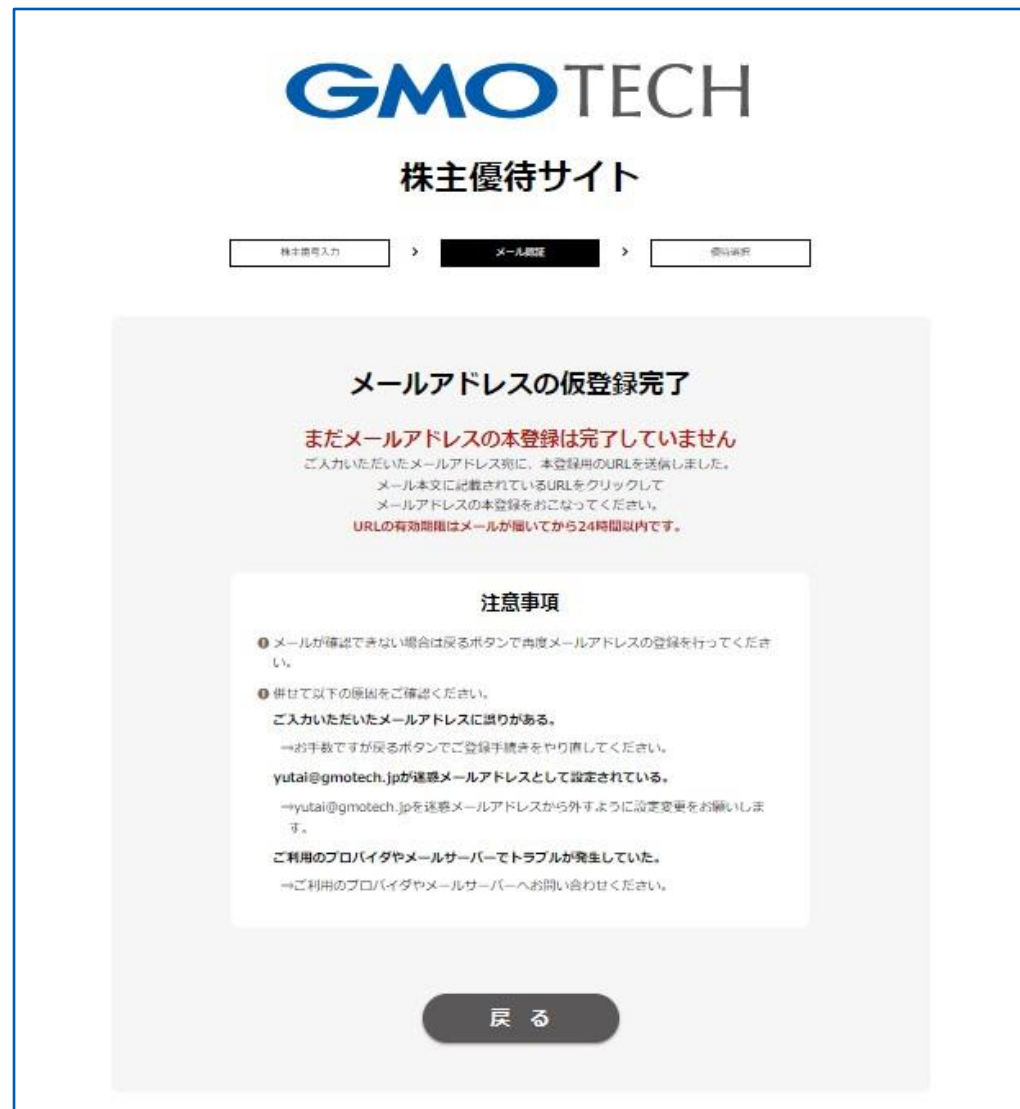 GMOTECH
株主優待サイト
株主番号入力 > メール認証 > 優待選択
メールアドレスの仮登録完了
まだメールアドレスの本登録は完了していません
ご入力いただいたメールアドレス宛に、本登録用のURLを送信しました。
メール本文に記載されているURLをクリックして
メールアドレスの本登録をおこなってください。
URLの有効期限はメールが届いてから24時間以内です。
注意事項
メールが確認できない場合は戻るボタンで再度メールアドレスの登録を行ってくださ
い。
併せて以下の原因をご確認ください。
ご入力いただいたメールアドレスに誤りがある。
→お手数ですが戻るボタンでご登録手続きをやり直してください。
yutai@gmotech.jpが迷惑メールアドレスとして設定されている。
→yutai@gmotech.jpを迷惑メールアドレスから外すように設定変更をお願いしま
す。
ご利用のプロバイダやメールサーバーでトラブルが発生していた。
→ご利用のプロバイダやメールサーバーへお問い合わせください。
戻る